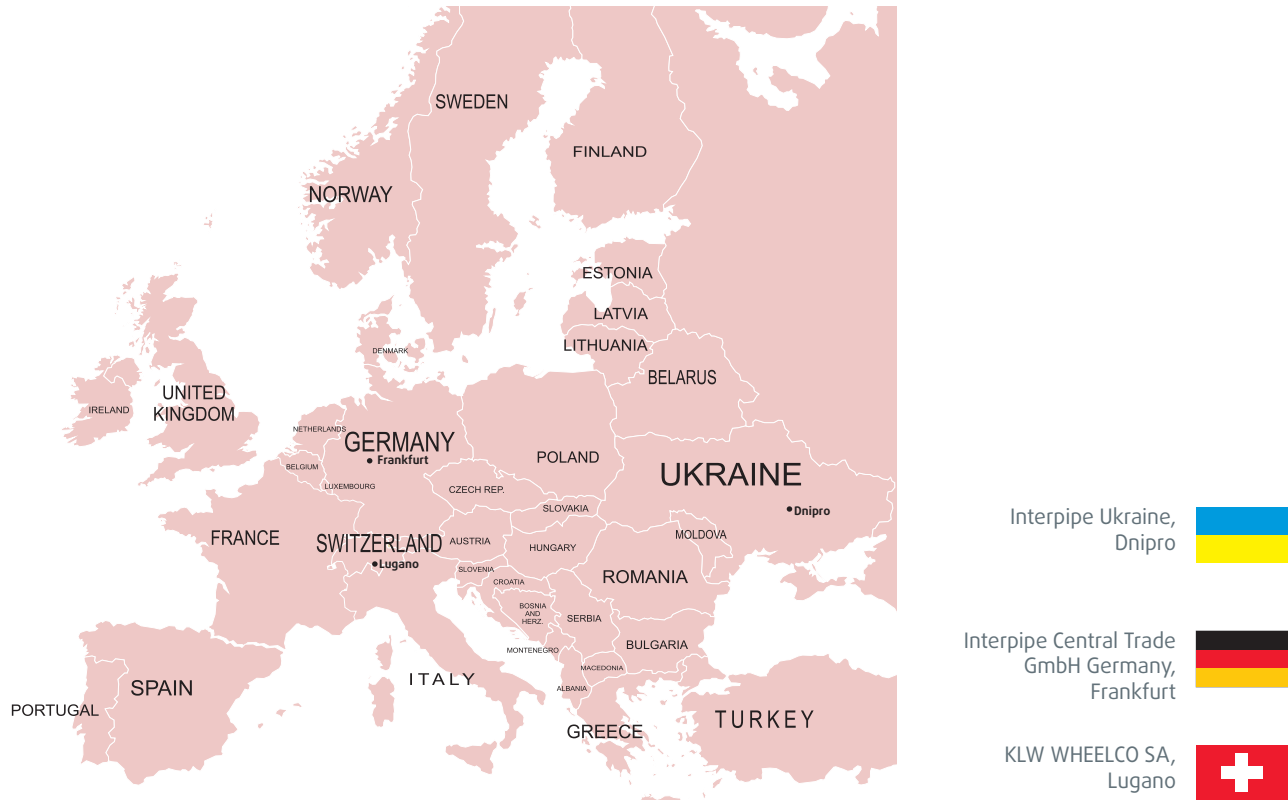 SWEDEN
FINLAND
NORWAY
ESTONIA
LATVIA
LITHUANIA
DENMARK
BELARUS
UNITED
KINGDOM
IRELAND
NETHERLANDS
GERMANY
Frankfurt
POLAND
BELGIUM
UKRAINE
LUXEMBOURG
CZECH REP.
SLOVAKIA
Dnipro
FRANCE
SWITZERLAND
AUSTRIA
HUNGARY
MOLDOVA
Lugano
SLOVENIA
CROATIA
ROMANIA
BOSNIA
AND
HERZ.
SERBIA
BULGARIA
MONTENEGRO
MACEDONIA
ITALY
ALBANIA
SPAIN
PORTUGAL
GREECE
TURKEY
Interpipe Ukraine,
Dnipro
Interpipe Central Trade
GmbH Germany,
Frankfurt
KLW WHEELCO SA,
Lugano